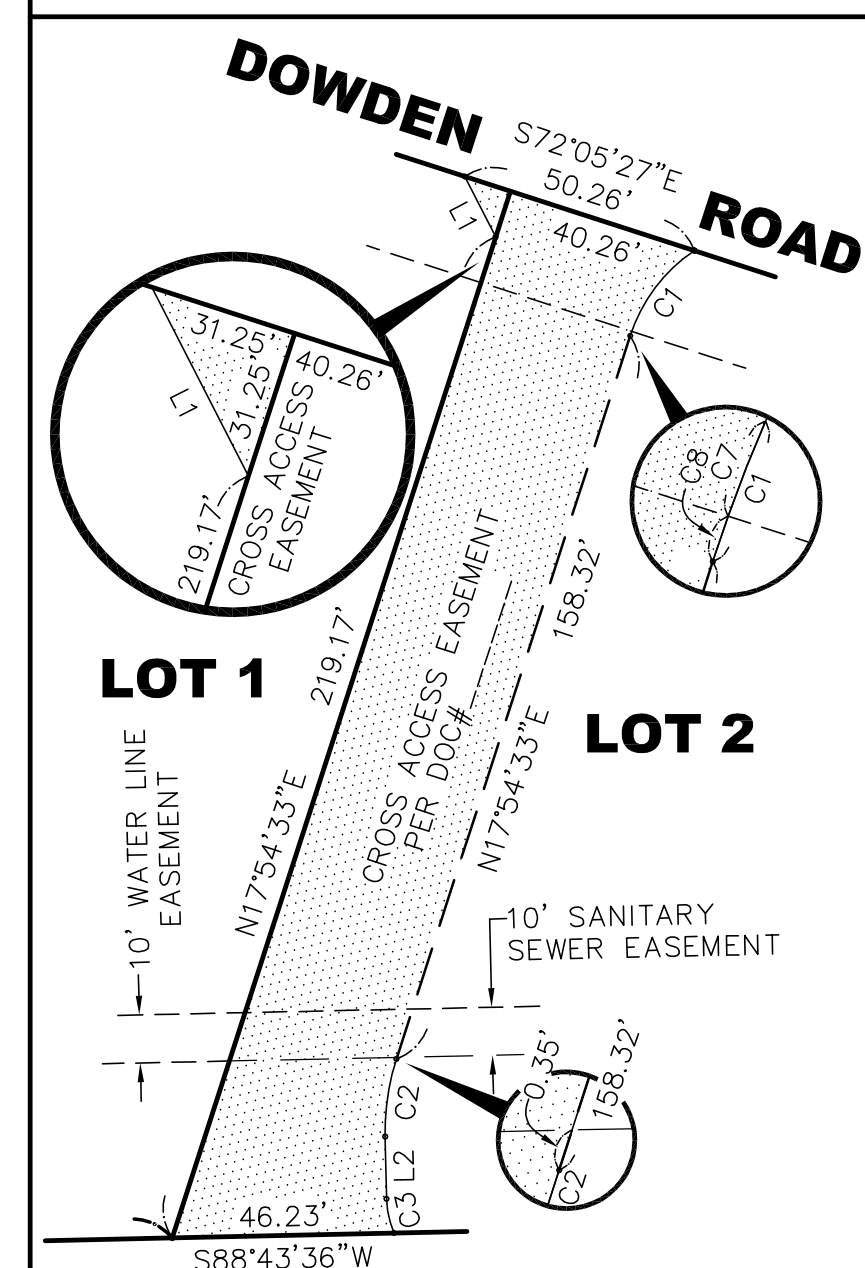 DOWDEN ROAD
S72°05'27"E
50.26'
40.26'
L1
C1
31.25'
31.25'
40.26'
L1
219.17'
CROSS ACCESS
EASEMENT
C8
C7
C1
219.17'
158.32'
LOT 1
LOT 2
CROSS ACCESS EASEMENT
PER DOC#
N17°54'33"E
N17°54'33"E
10' WATER LINE
EASEMENT
10' SANITARY
SEWER EASEMENT
0.35'
158.32'
C2
C2
L2
C3
46.23'
S88°43'36"W